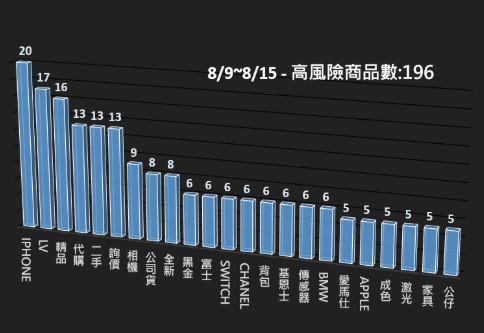 8/9~8/15 - 高風險商品數:196
20
17
16
13
13
13
9
8
8
6
6
6
6
6
6
6
6
5
5
5
5
5
5
IPHONE
LV
精品
代購
二手
詢價
相機
公司貨
全新
黑金
富士
SWITCH
CHANEL
背包
基恩士
傳感器
BMW
愛馬仕
APPLE
成色
激光
家具
公仔